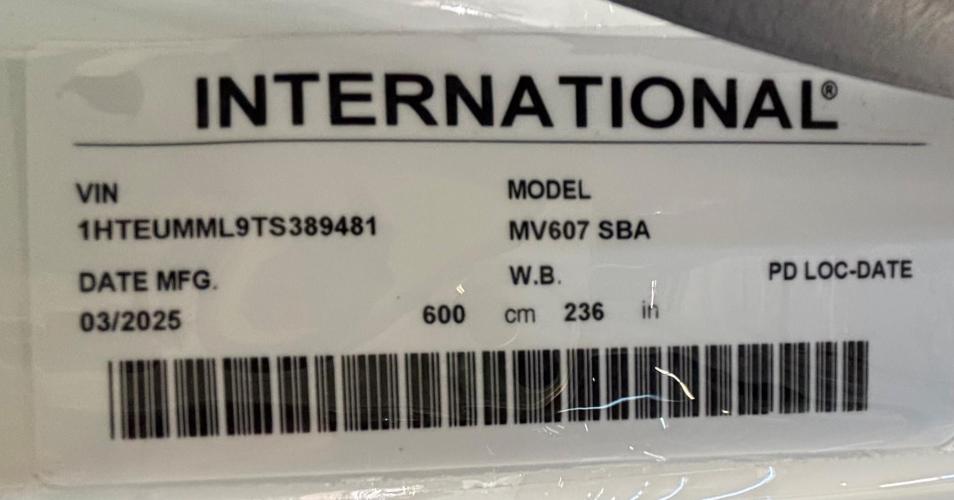 INTERNATIONAL®
VIN MODEL
1HTEUMML9TS389481 MV607 SBA
DATE MFG. W.B. PD LOC-DATE
03/2025 600 cm 236 in